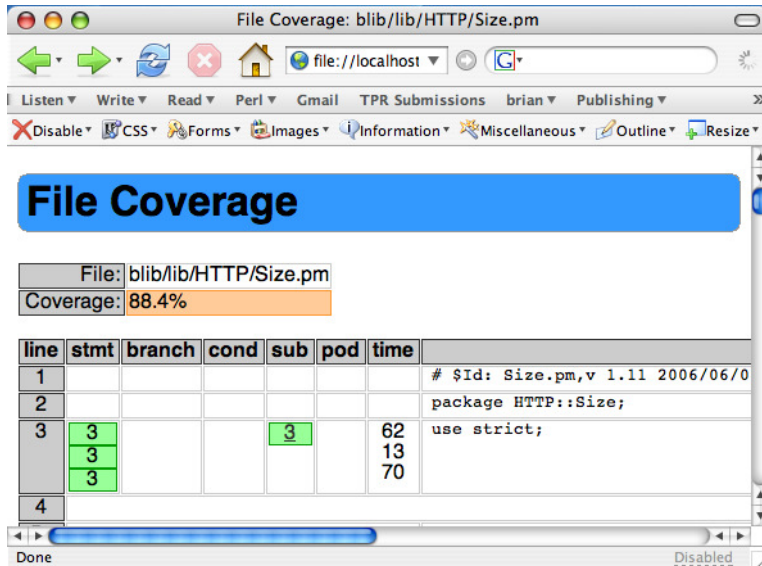 File Coverage: blib/lib/HTTP/Size.pm
file://localhost G
Listen Write Read Perl Gmail TPR Submissions brian Publishing
Disable CSS Forms Images Information Miscellaneous Outline Resize
File Coverage
File: blib/lib/HTTP/Size.pm
Coverage: 88.4%
line stmt branch cond sub pod time
1 # $Id: Size.pm,v 1.11 2006/06/0
2 package HTTP::Size;
3 3 3 62 use strict;
3 13
3 70
4
Done Disabled